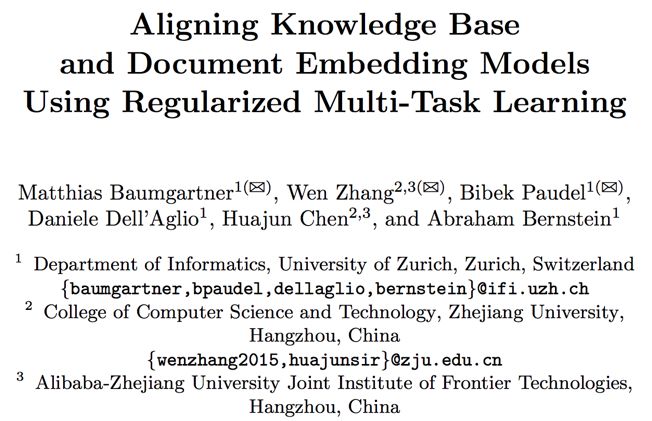 Aligning Knowledge Base
and Document Embedding Models
Using Regularized Multi-Task Learning
Matthias Baumgartner1(✉), Wen Zhang2,3(✉), Bibek Paudel1(✉),
Daniele Dell'Aglio1, Huajun Chen2,3, and Abraham Bernstein1
1 Department of Informatics, University of Zurich, Zurich, Switzerland
{baumgartner,bpaudel,dellaglio,bernstein}@ifi.uzh.ch
2 College of Computer Science and Technology, Zhejiang University,
Hangzhou, China
{wenzhang2015,huajunsir}@zju.edu.cn
3 Alibaba-Zhejiang University Joint Institute of Frontier Technologies,
Hangzhou, China